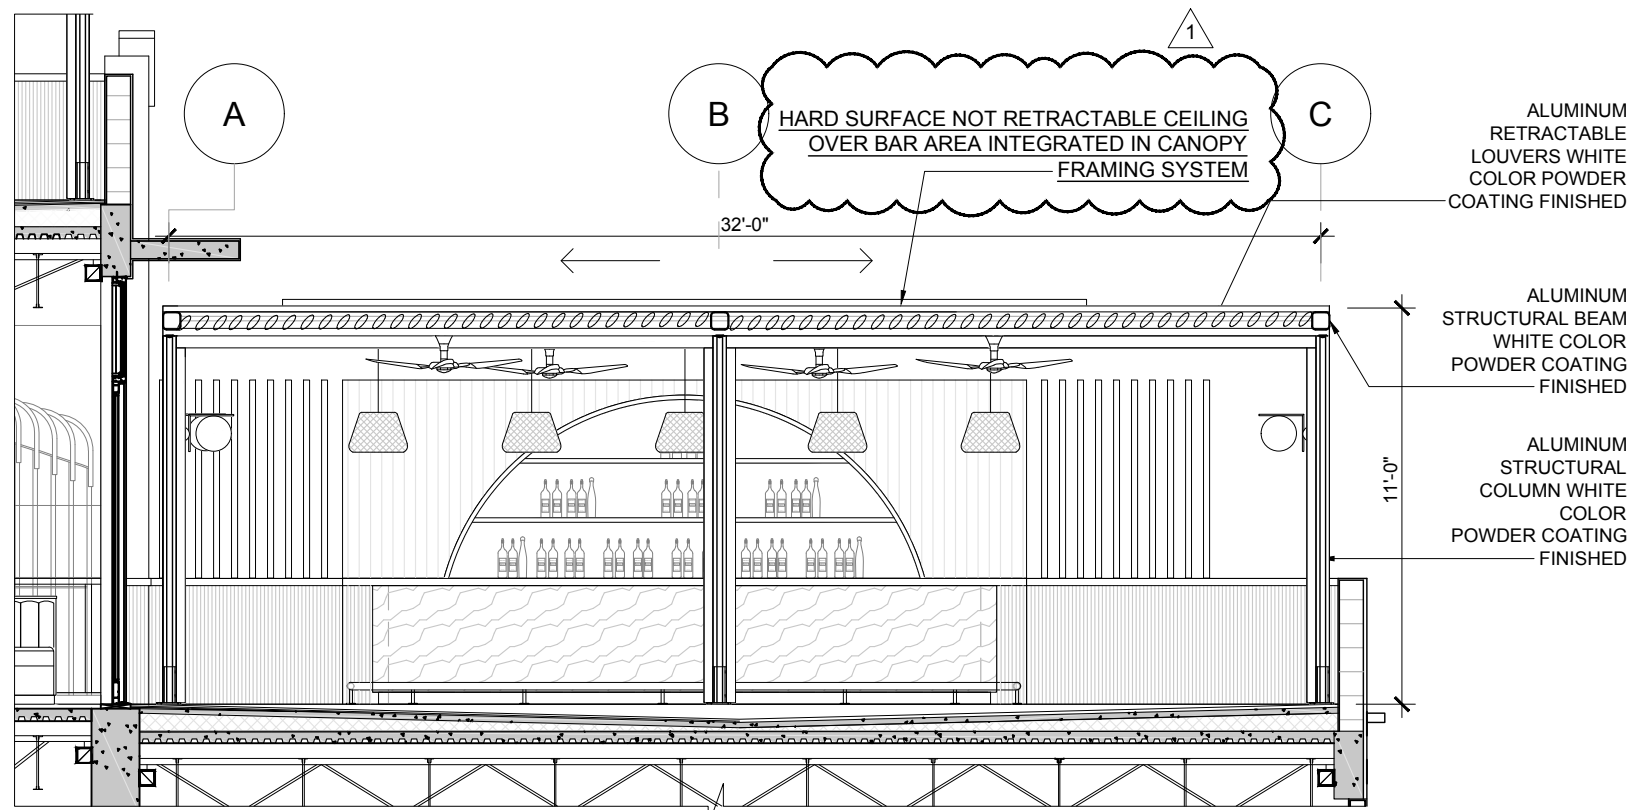 1
A
B
C
HARD SURFACE NOT RETRACTABLE CEILING
OVER BAR AREA INTEGRATED IN CANOPY
FRAMING SYSTEM
ALUMINUM
RETRACTABLE
LOUVERS WHITE
COLOR POWDER
COATING FINISHED
32'-0"
ALUMINUM
STRUCTURAL BEAM
WHITE COLOR
POWDER COATING
FINISHED
ALUMINUM
STRUCTURAL
COLUMN WHITE
COLOR
POWDER COATING
FINISHED
11'-0"